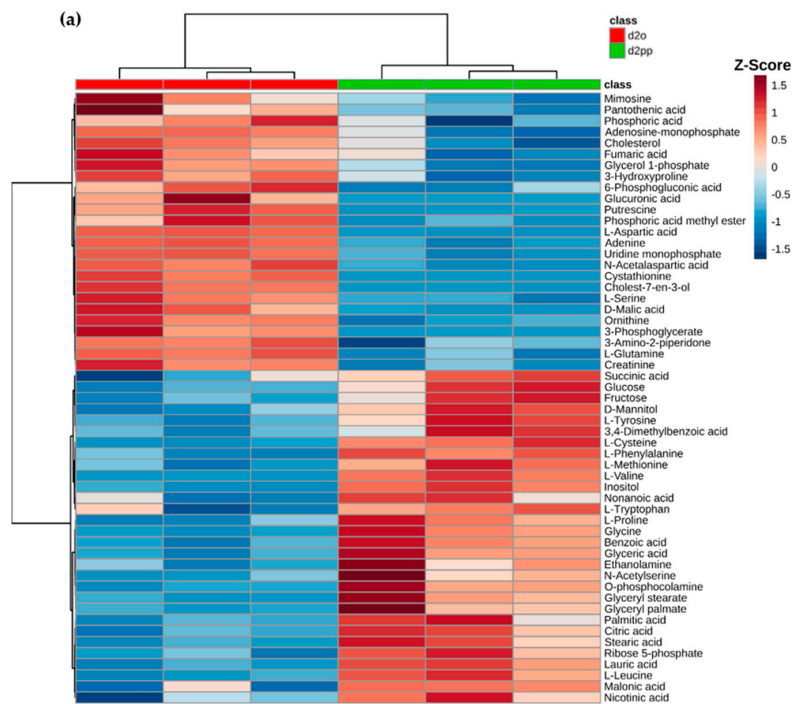 (a)
class
d2o
d2pp
Z-Score
class
1.5
1
0.5
0
-0.5
-1
-1.5
Mimosine
Pantothenic acid
Phosphoric acid
Adenosine-monophosphate
Cholesterol
Fumaric acid
Glycerol 1-phosphate
3-Hydroxyproline
6-Phosphogluconic acid
Glucuronic acid
Putrescine
Phosphoric acid methyl ester
L-Aspartic acid
Adenine
Uridine monophosphate
N-Acetalaspartic acid
Cystathionine
Cholest-7-en-3-ol
L-Serine
D-Malic acid
Ornithine
3-Phosphoglycerate
3-Amino-2-piperidone
L-Glutamine
Creatinine
Succinic acid
Glucose
Fructose
D-Mannitol
L-Tyrosine
3,4-Dimethylbenzoic acid
L-Cysteine
L-Phenylalanine
L-Methionine
L-Valine
Inositol
Nonanoic acid
L-Tryptophan
L-Proline
Glycine
Benzoic acid
Glyceric acid
Ethanolamine
N-Acetylserine
O-phosphocolamine
Glyceryl stearate
Glyceryl palmate
Palmitic acid
Citric acid
Stearic acid
Ribose 5-phosphate
Lauric acid
L-Leucine
Malonic acid
Nicotinic acid